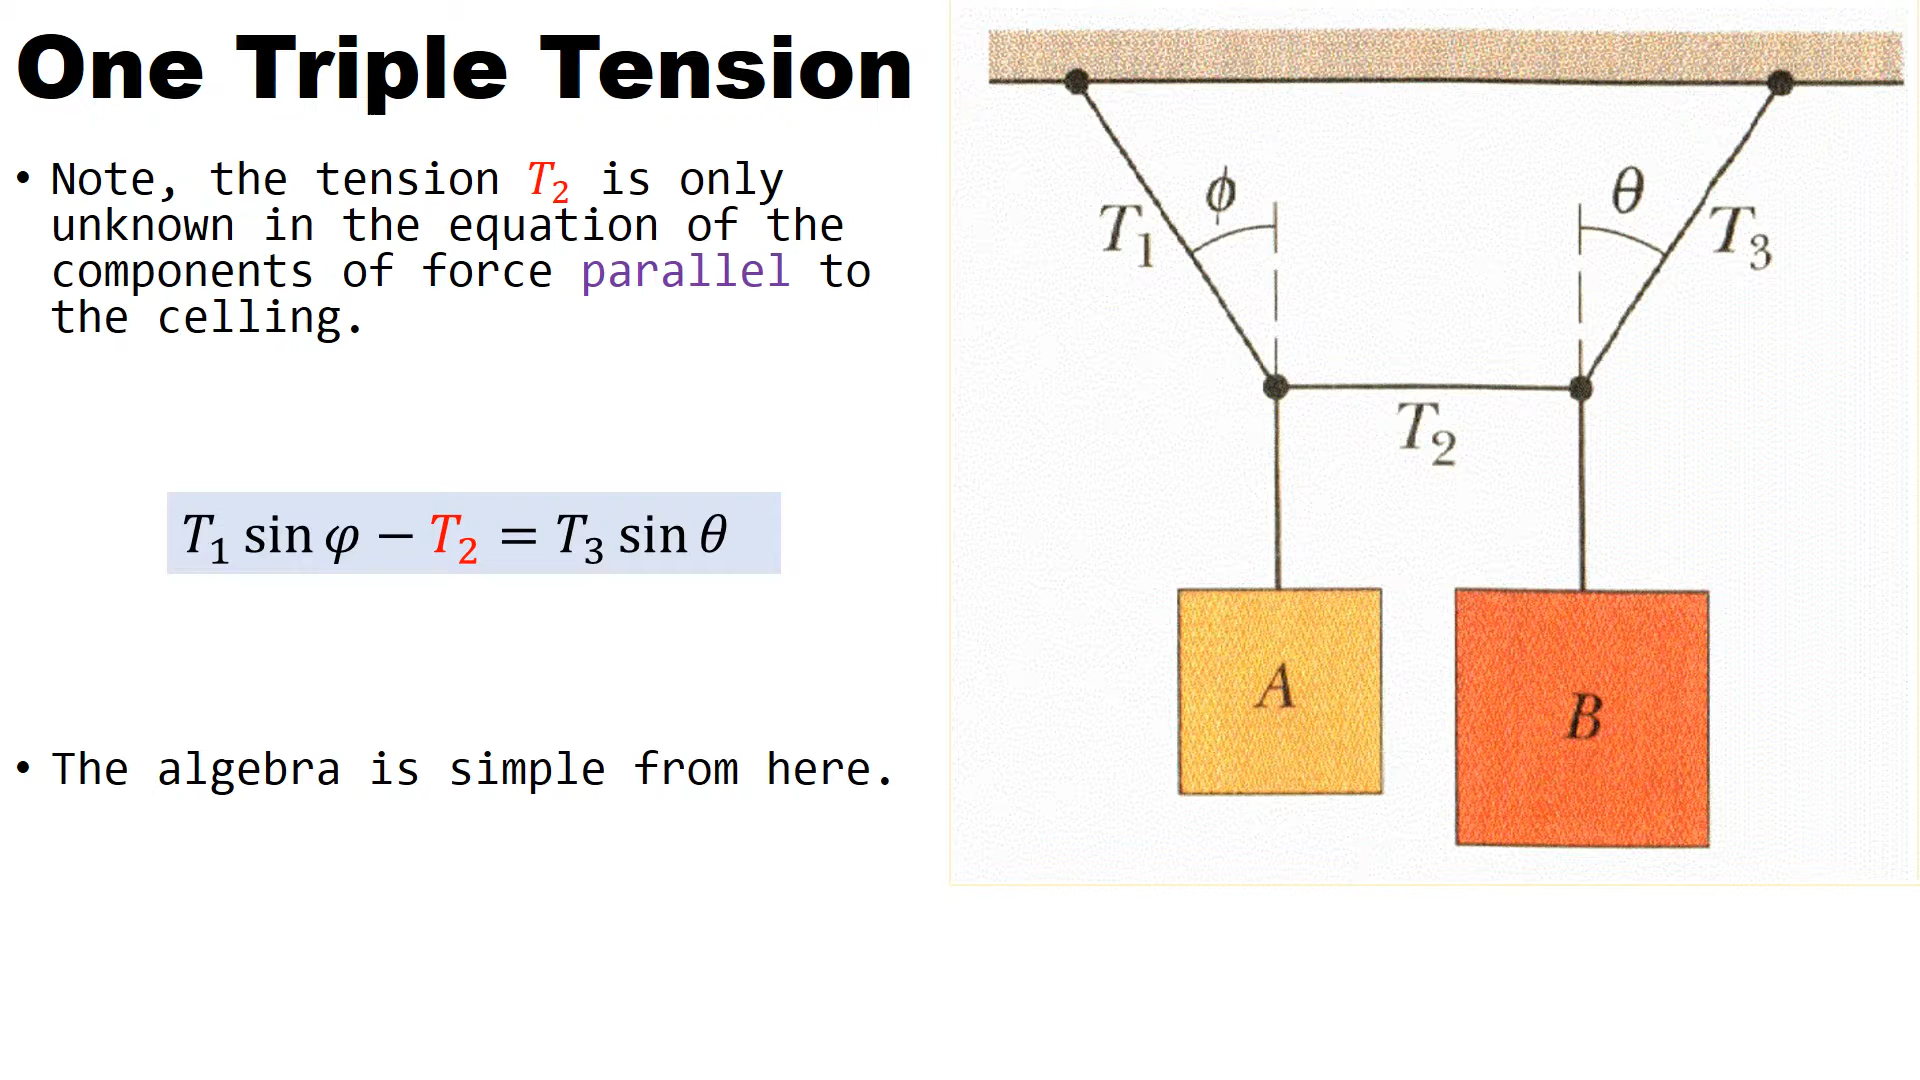 One Triple Tension
• Note, the tension T₂ is only
unknown in the equation of the
components of force parallel to
the celling.
T₁ sin φ − T₂ = T₃ sin θ
• The algebra is simple from here.
ϕ
θ
T₁
T₃
T₂
A
B